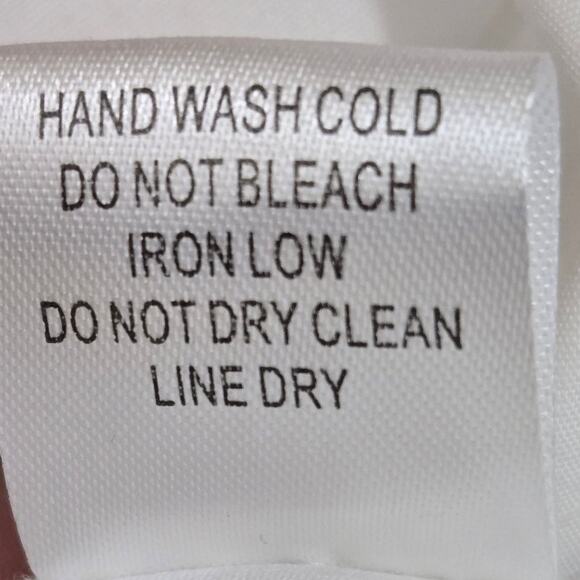 HAND WASH COLD
DO NOT BLEACH
IRON LOW
DO NOT DRY CLEAN
LINE DRY